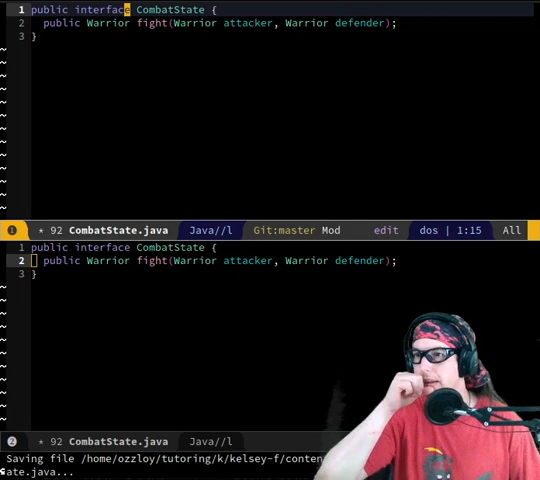 1 public interface CombatState {
2 public Warrior fight(Warrior attacker, Warrior defender);
3 }
1 * 92 CombatState.java Java//l Git:master Mod edit dos | 1:15 All
1 public interface CombatState {
2 public Warrior fight(Warrior attacker, Warrior defender);
3 }
2 * 92 CombatState.java Java//l
Saving file /home/ozzloy/tutoring/k/kelsey-f/conten
ate.java...